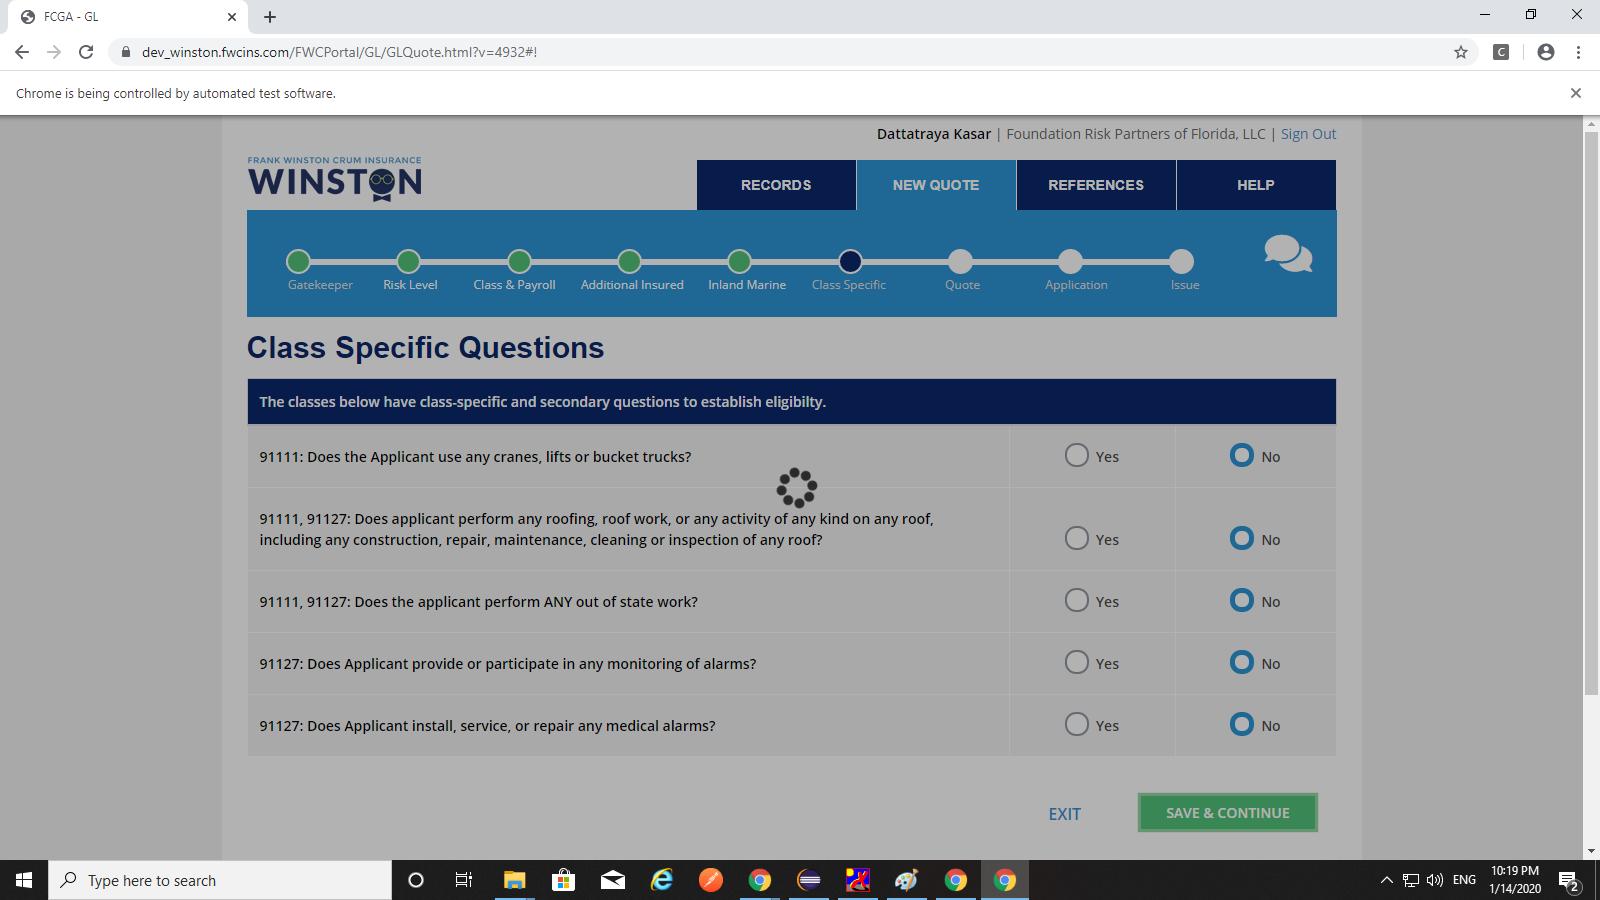 FCGA - GL
dev_winston.fwcins.com/FWCPortal/GL/GLQuote.html?v=4932#!
C
Chrome is being controlled by automated test software.
Dattatraya Kasar | Foundation Risk Partners of Florida, LLC | Sign Out
FRANK WINSTON CRUM INSURANCE
WINSTON
RECORDS
NEW QUOTE
REFERENCES
HELP
Gatekeeper
Risk Level
Class & Payroll
Additional Insured
Inland Marine
Class Specific
Quote
Application
Issue
Class Specific Questions
The classes below have class-specific and secondary questions to establish eligibilty.
91111: Does the Applicant use any cranes, lifts or bucket trucks?
Yes
No
91111, 91127: Does applicant perform any roofing, roof work, or any activity of any kind on any roof,
including any construction, repair, maintenance, cleaning or inspection of any roof?
Yes
No
91111, 91127: Does the applicant perform ANY out of state work?
Yes
No
91127: Does Applicant provide or participate in any monitoring of alarms?
Yes
No
91127: Does Applicant install, service, or repair any medical alarms?
Yes
No
EXIT
SAVE & CONTINUE
Type here to search
ENG
10:19 PM
1/14/2020
2